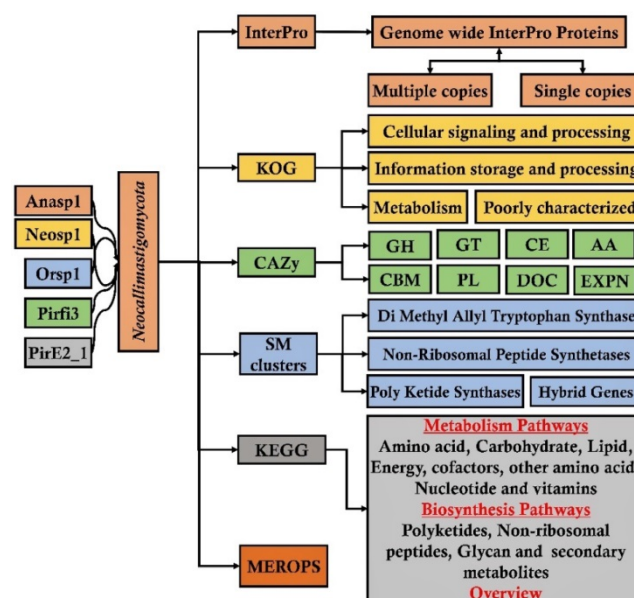 Anasp1
Neosp1
Orsp1
Pirfi3
PirE2_1
Neocallimastigomycota
InterPro
Genome wide InterPro Proteins
Multiple copies
Single copies
KOG
Cellular signaling and processing
Information storage and processing
Metabolism
Poorly characterized
CAZy
GH
GT
CE
AA
CBM
PL
DOC
EXPN
SM
clusters
Di Methyl Allyl Tryptophan Synthase
Non-Ribosomal Peptide Synthetases
Poly Ketide Synthases
Hybrid Genes
KEGG
Metabolism Pathways
Amino acid, Carbohydrate, Lipid,
Energy, cofactors, other amino acid
Nucleotide and vitamins
Biosynthesis Pathways
Polyketides, Non-ribosomal
peptides, Glycan and secondary
metabolites
Overview
MEROPS